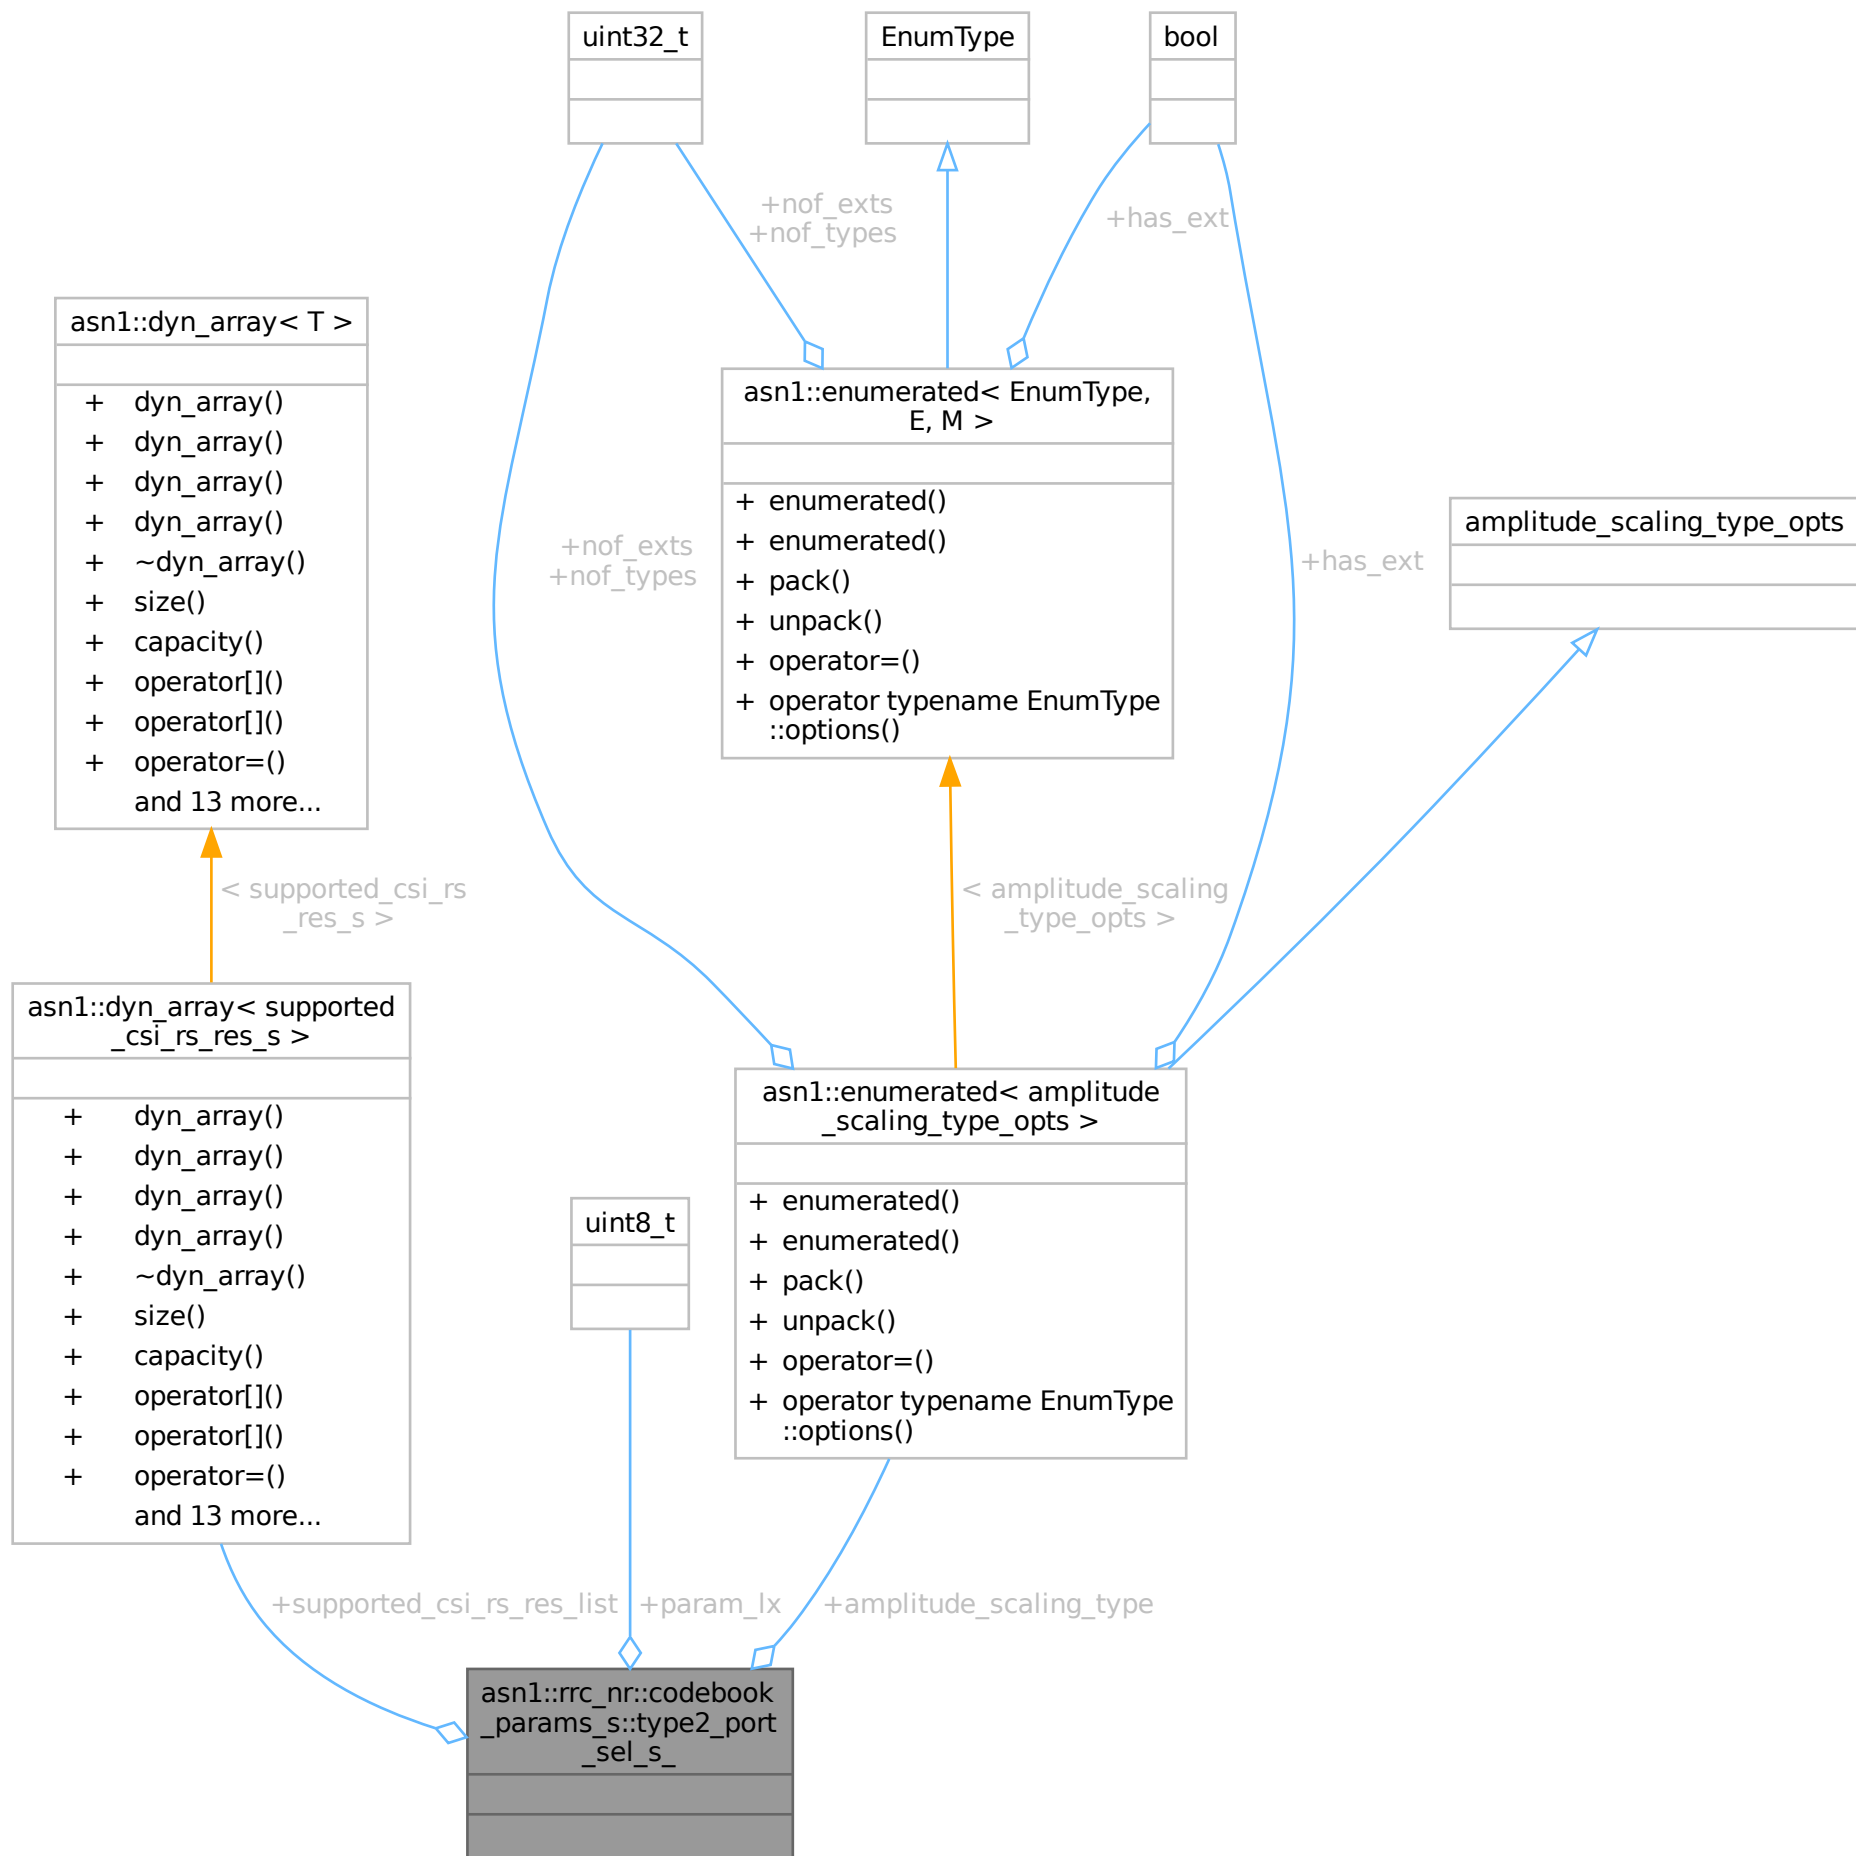 uint32_t
EnumType
bool
+nof_exts
+nof_types
+has_ext
asn1::dyn_array< T >
+ dyn_array()
+ dyn_array()
+ dyn_array()
+ dyn_array()
+ ~dyn_array()
+ size()
+ capacity()
+ operator[]()
+ operator[]()
+ operator=()
and 13 more...
asn1::enumerated< EnumType,
E, M >
+ enumerated()
+ enumerated()
+ pack()
+ unpack()
+ operator=()
+ operator typename EnumType
::options()
+nof_exts
+nof_types
+has_ext
amplitude_scaling_type_opts
< supported_csi_rs
_res_s >
< amplitude_scaling
_type_opts >
asn1::dyn_array< supported
_csi_rs_res_s >
+ dyn_array()
+ dyn_array()
+ dyn_array()
+ dyn_array()
+ ~dyn_array()
+ size()
+ capacity()
+ operator[]()
+ operator[]()
+ operator=()
and 13 more...
uint8_t
asn1::enumerated< amplitude
_scaling_type_opts >
+ enumerated()
+ enumerated()
+ pack()
+ unpack()
+ operator=()
+ operator typename EnumType
::options()
+supported_csi_rs_res_list
+param_lx
+amplitude_scaling_type
asn1::rrc_nr::codebook
_params_s::type2_port
_sel_s_